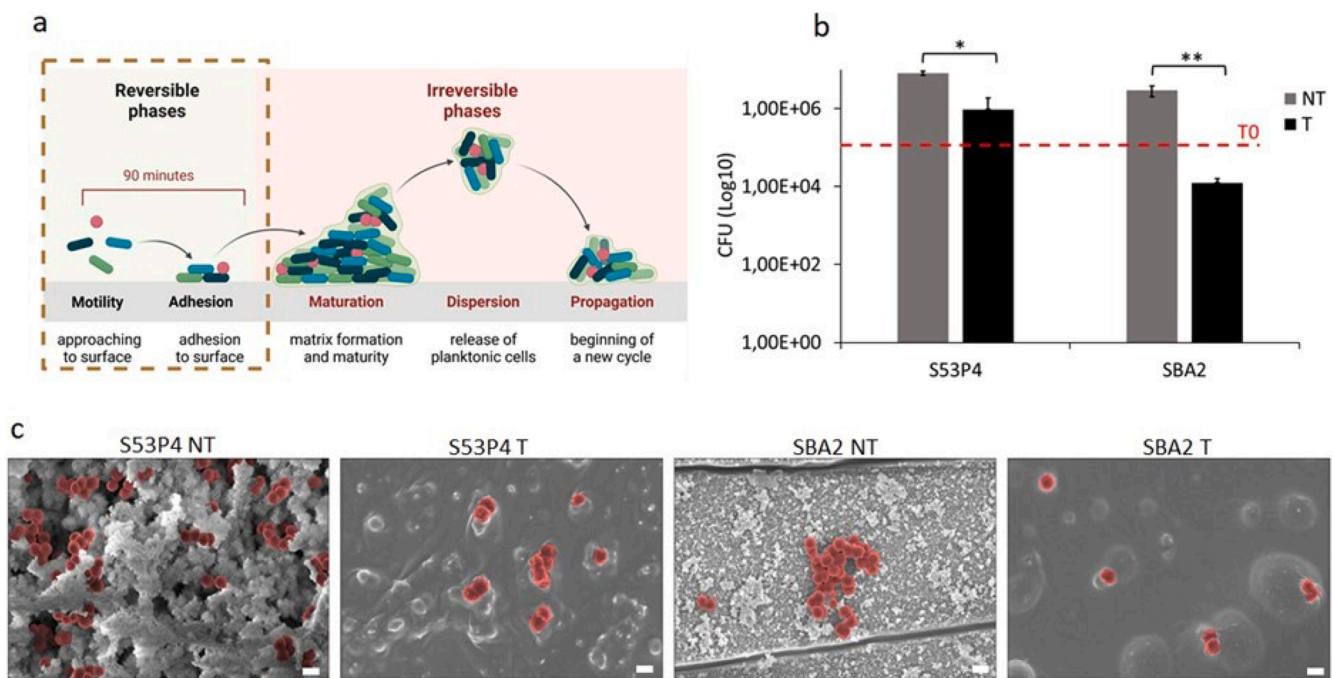 a
Reversible
phases
Irreversible
phases
90 minutes
Motility
Adhesion
Maturation
Dispersion
Propagation
approaching
to surface
adhesion
to surface
matrix formation
and maturity
release of
planktonic cells
beginning of
a new cycle
b
*
**
1,00E+06
1,00E+04
1,00E+02
1,00E+00
CFU (Log10)
T0
NT
T
S53P4
SBA2
c
S53P4 NT
S53P4 T
SBA2 NT
SBA2 T